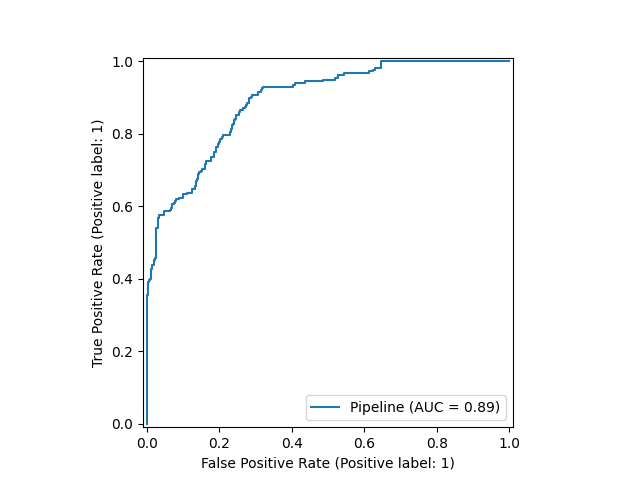 1.0
0.8
0.6
0.4
0.2
0.0
True Positive Rate (Positive label: 1)
Pipeline (AUC = 0.89)
0.0 0.2 0.4 0.6 0.8 1.0
False Positive Rate (Positive label: 1)